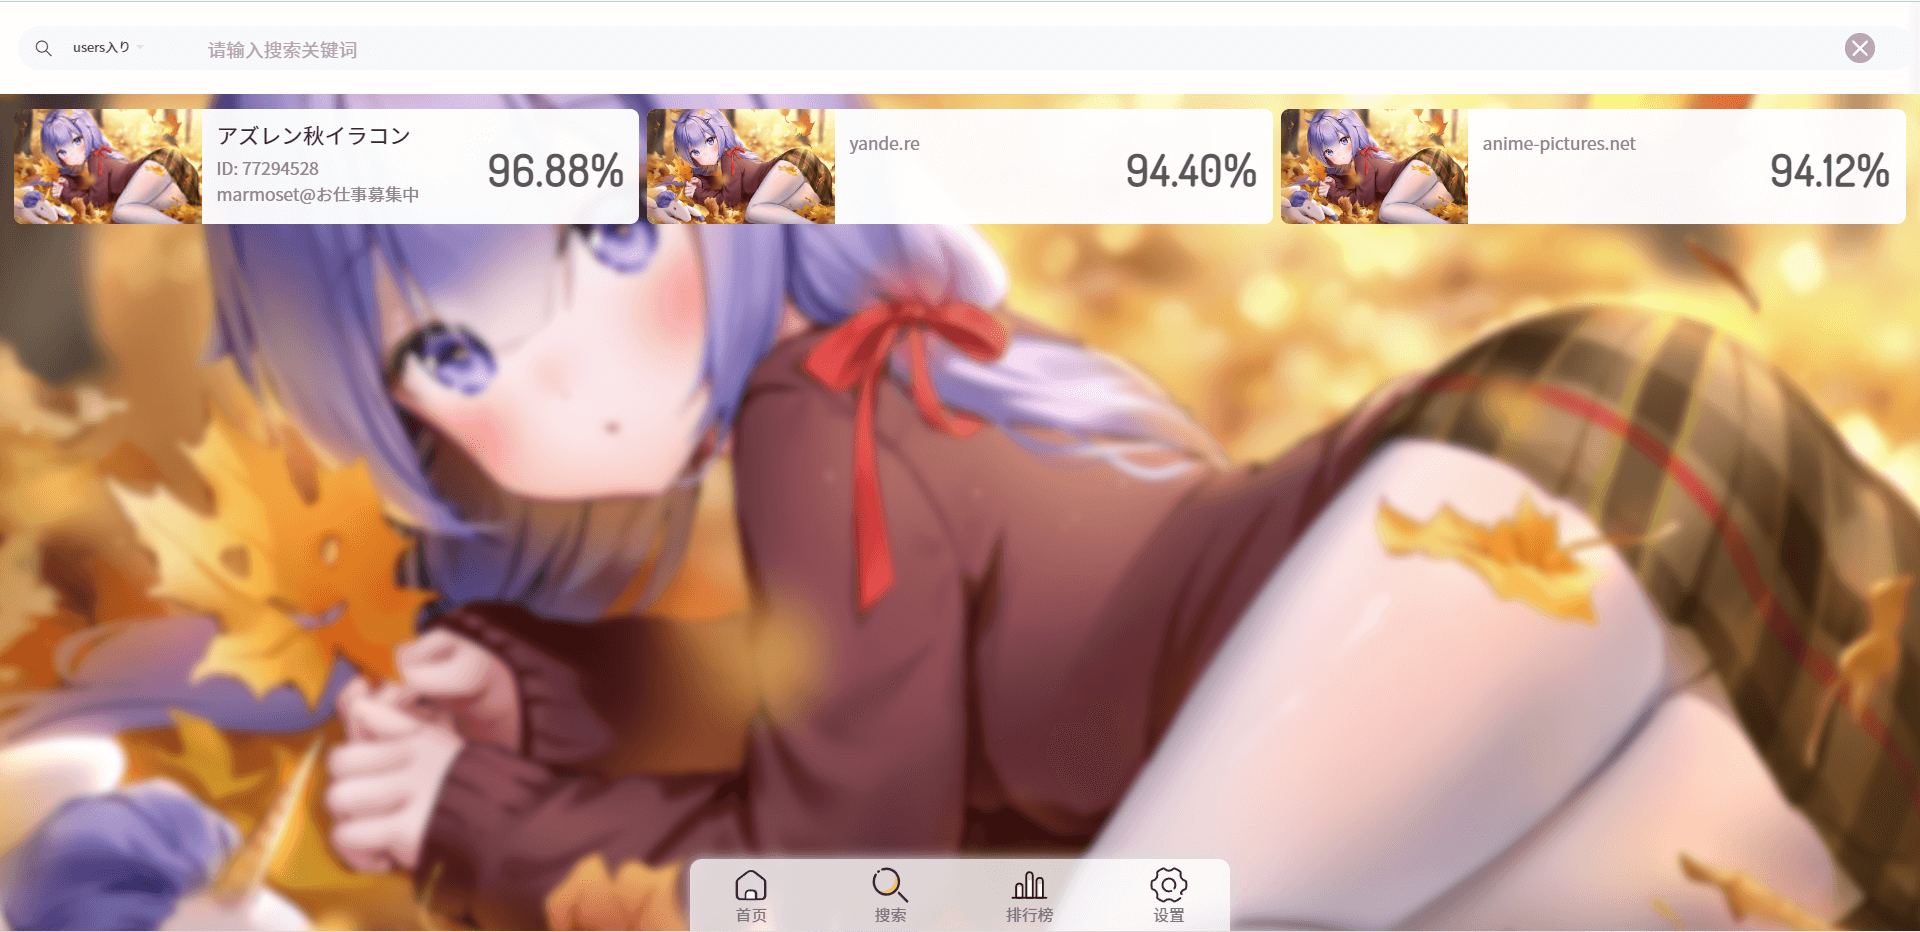 users入り
请输入搜索关键词
アズレン秋イラコン
ID: 77294528
marmoset@お仕事募集中
96.88%
yande.re
94.40%
anime-pictures.net
94.12%
首页
搜索
排行榜
设置